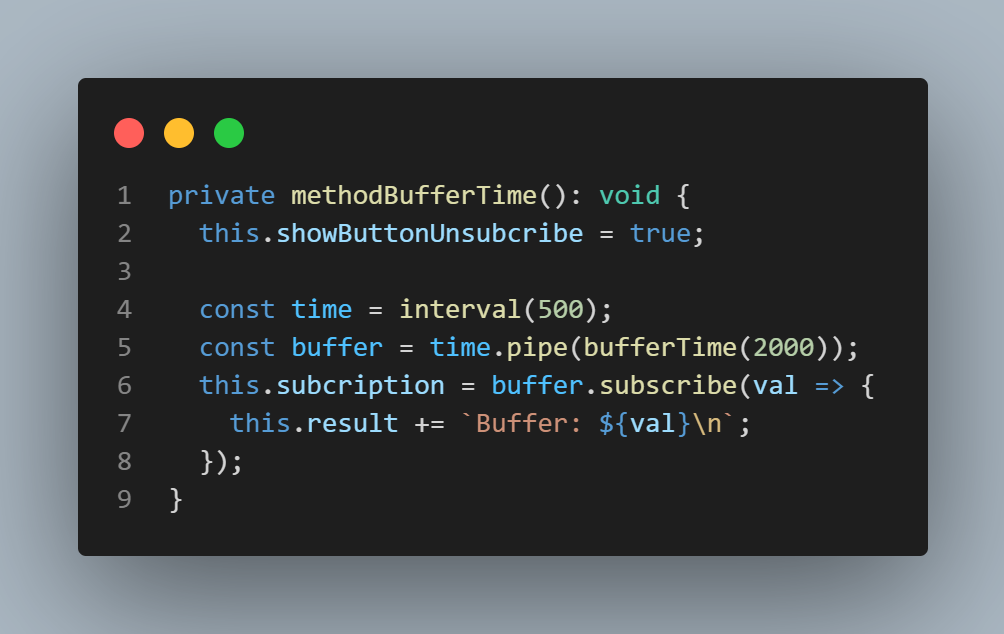 1 private methodBufferTime(): void {
2   this.showButtonUnsubcribe = true;
3
4   const time = interval(500);
5   const buffer = time.pipe(bufferTime(2000));
6   this.subcription = buffer.subscribe(val => {
7     this.result += `Buffer: ${val}\n`;
8   });
9 }